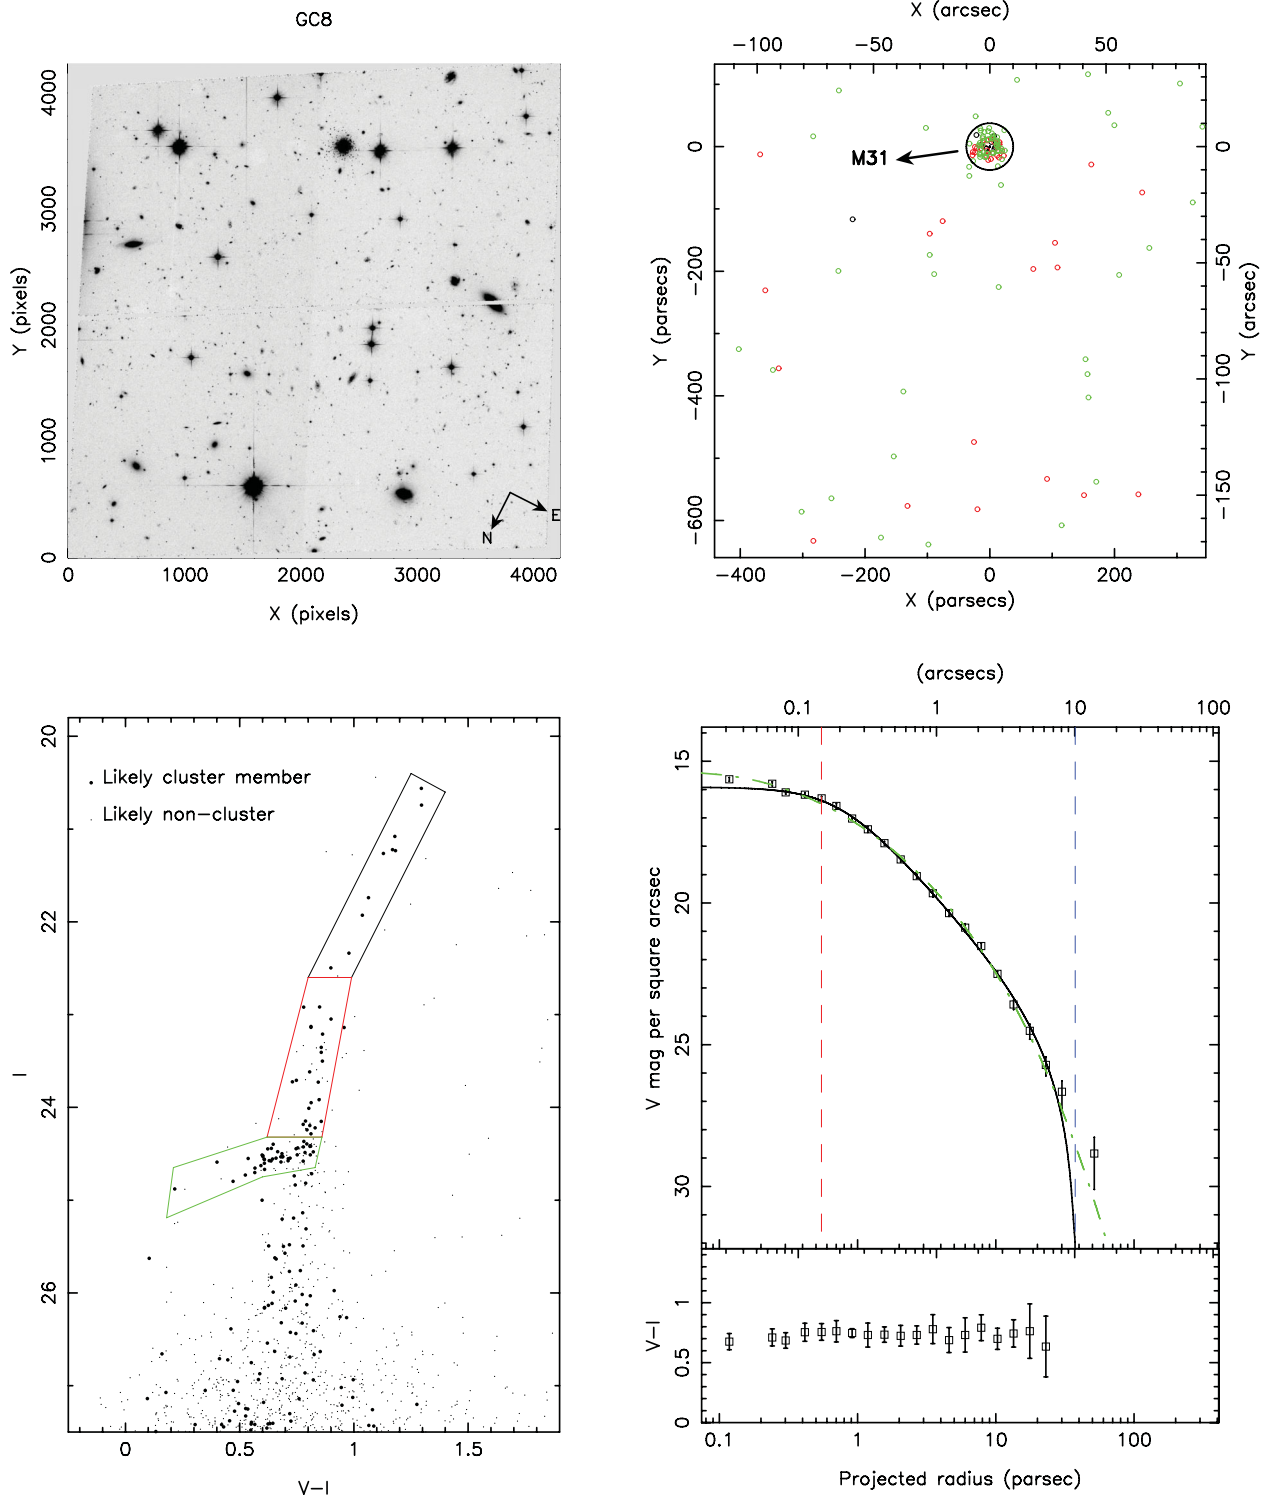 GC8
4000
3000
2000
1000
0
Y (pixels)
0 1000 2000 3000 4000
X (pixels)
N
E
X (arcsec)
−100 −50 0 50
0
−200
−400
−600
Y (parsecs)
M31
0
−50
−100
−150
Y (arcsec)
−400 −200 0 200
X (parsecs)
20
22
24
26
I
Likely cluster member
Likely non−cluster
0 0.5 1 1.5
V−I
(arcsecs)
0.1 1 10 100
15
20
25
30
V mag per square arcsec
1
0.5
0
V−I
0.1 1 10 100
Projected radius (parsec)